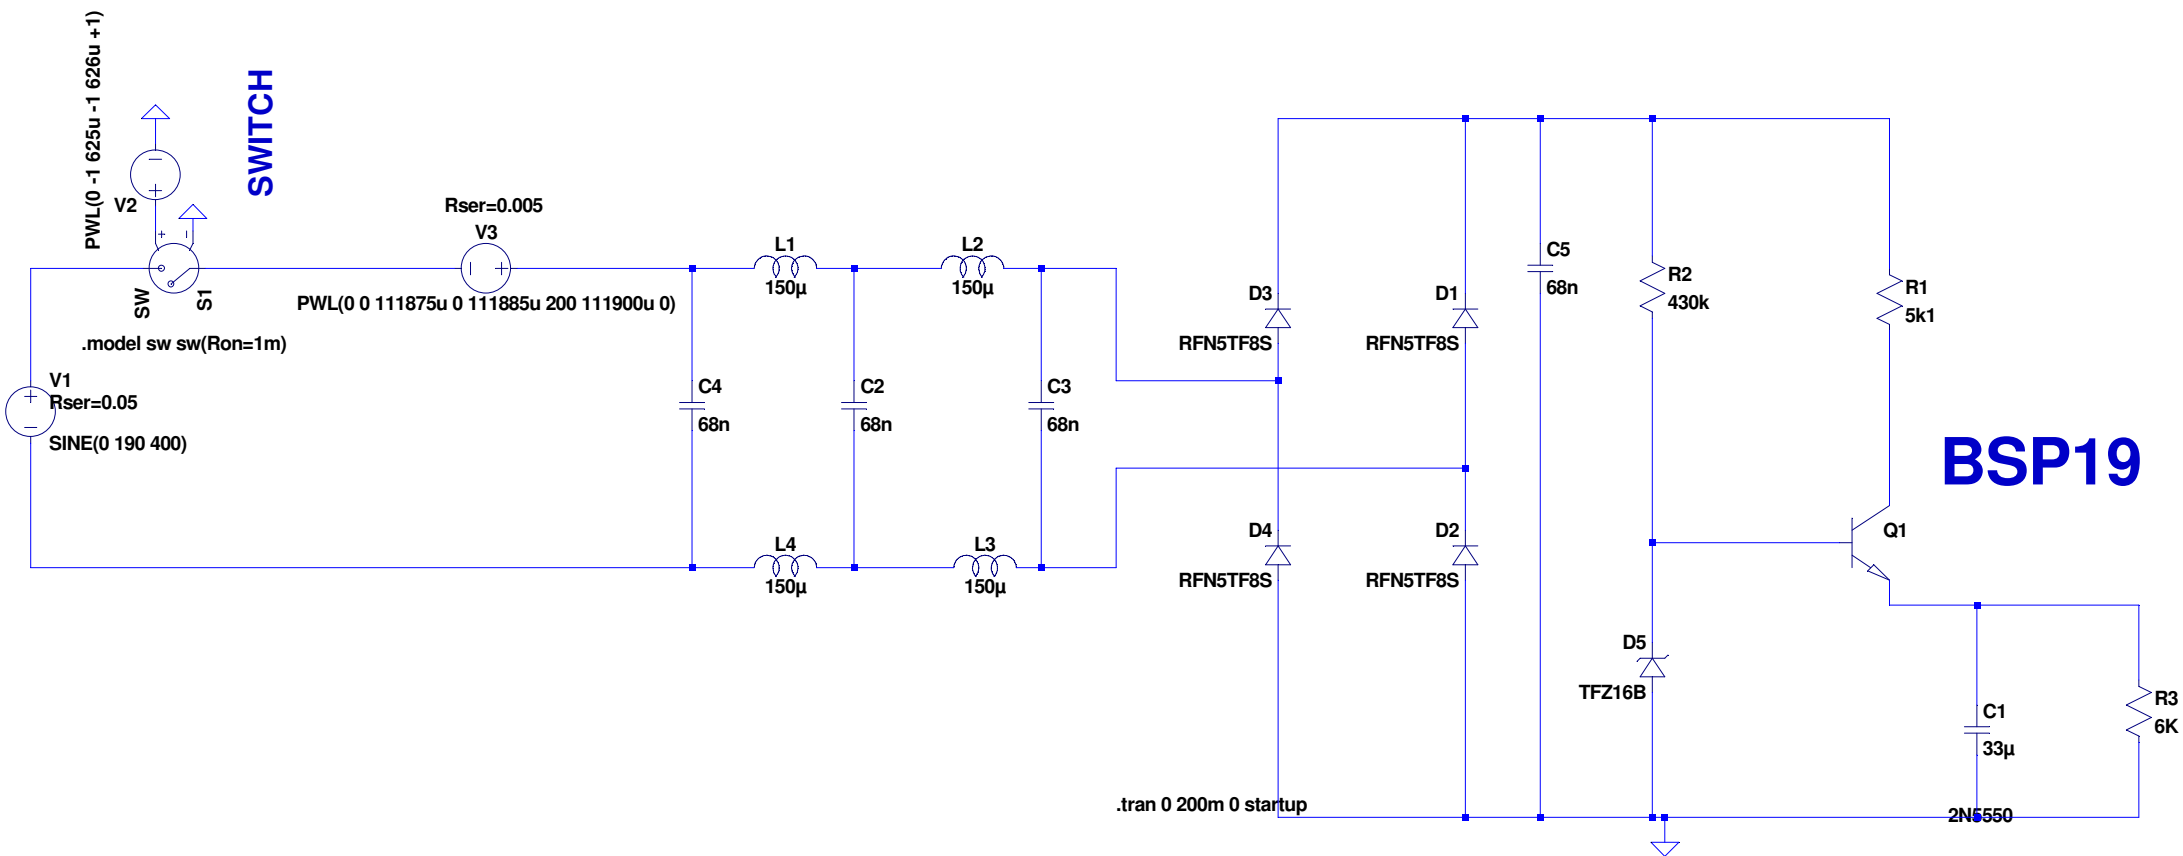 PWL(0 -1 625u -1 626u +1)
SWITCH
V2
SW
S1
.model sw sw(Ron=1m)
V1
Rser=0.05
SINE(0 190 400)
Rser=0.005
V3
PWL(0 0 111875u 0 111885u 200 111900u 0)
L1
150µ
L2
150µ
C4
68n
C2
68n
C3
68n
L4
150µ
L3
150µ
D3
RFN5TF8S
D1
RFN5TF8S
D4
RFN5TF8S
D2
RFN5TF8S
C5
68n
R2
430k
R1
5k1
BSP19
Q1
D5
TFZ16B
C1
33µ
R3
6K
2N5550
.tran 0 200m 0 startup